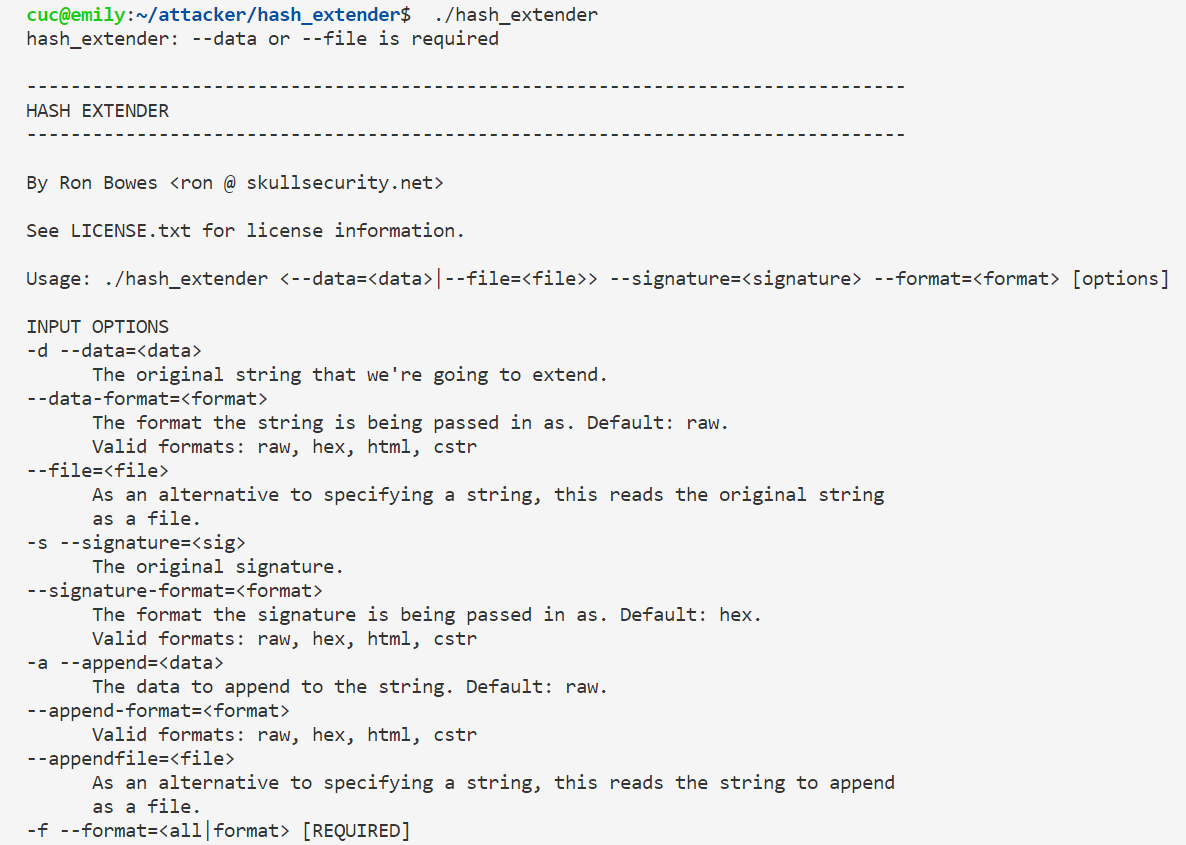 cuc@emily:~/attacker/hash_extender$  ./hash_extender
hash_extender: --data or --file is required
--------------------------------------------------------------------------------
HASH EXTENDER
--------------------------------------------------------------------------------
By Ron Bowes <ron @ skullsecurity.net>
See LICENSE.txt for license information.
Usage: ./hash_extender <--data=<data>|--file=<file>> --signature=<signature> --format=<format> [options]
INPUT OPTIONS
-d --data=<data>
      The original string that we're going to extend.
--data-format=<format>
      The format the string is being passed in as. Default: raw.
      Valid formats: raw, hex, html, cstr
--file=<file>
      As an alternative to specifying a string, this reads the original string
      as a file.
-s --signature=<sig>
      The original signature.
--signature-format=<format>
      The format the signature is being passed in as. Default: hex.
      Valid formats: raw, hex, html, cstr
-a --append=<data>
      The data to append to the string. Default: raw.
--append-format=<format>
      Valid formats: raw, hex, html, cstr
--appendfile=<file>
      As an alternative to specifying a string, this reads the string to append
      as a file.
-f --format=<all|format> [REQUIRED]